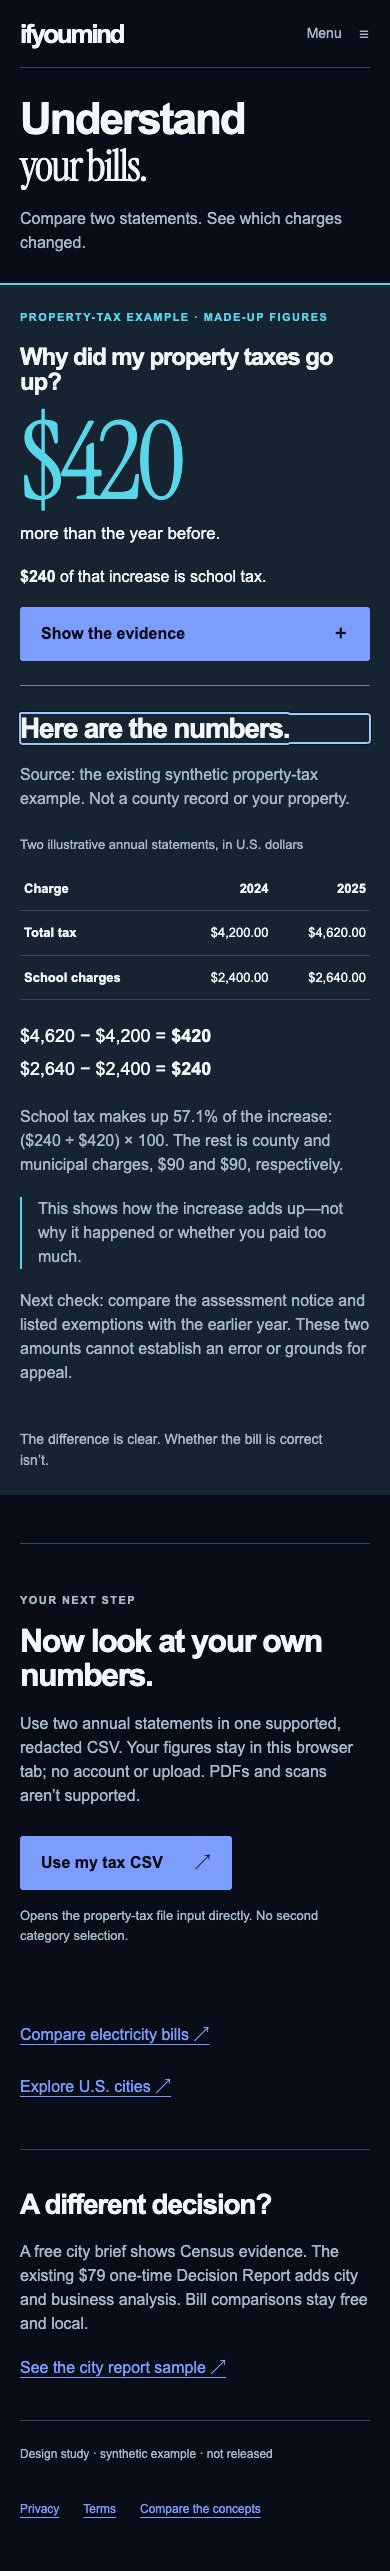 ifyoumind
Menu ≡
Understand
your bills.
Compare two statements. See which charges
changed.
PROPERTY-TAX EXAMPLE · MADE-UP FIGURES
Why did my property taxes go
up?
$420
more than the year before.
$240 of that increase is school tax.
Show the evidence +
Here are the numbers.
Source: the existing synthetic property-tax
example. Not a county record or your property.
Two illustrative annual statements, in U.S. dollars
Charge 2024 2025
Total tax $4,200.00 $4,620.00
School charges $2,400.00 $2,640.00
$4,620 − $4,200 = $420
$2,640 − $2,400 = $240
School tax makes up 57.1% of the increase:
($240 ÷ $420) × 100. The rest is county and
municipal charges, $90 and $90, respectively.
This shows how the increase adds up—not
why it happened or whether you paid too
much.
Next check: compare the assessment notice and
listed exemptions with the earlier year. These two
amounts cannot establish an error or grounds for
appeal.
The difference is clear. Whether the bill is correct
isn’t.
YOUR NEXT STEP
Now look at your own
numbers.
Use two annual statements in one supported,
redacted CSV. Your figures stay in this browser
tab; no account or upload. PDFs and scans
aren’t supported.
Use my tax CSV ↗
Opens the property-tax file input directly. No second
category selection.
Compare electricity bills ↗
Explore U.S. cities ↗
A different decision?
A free city brief shows Census evidence. The
existing $79 one-time Decision Report adds city
and business analysis. Bill comparisons stay free
and local.
See the city report sample ↗
Design study · synthetic example · not released
Privacy Terms Compare the concepts